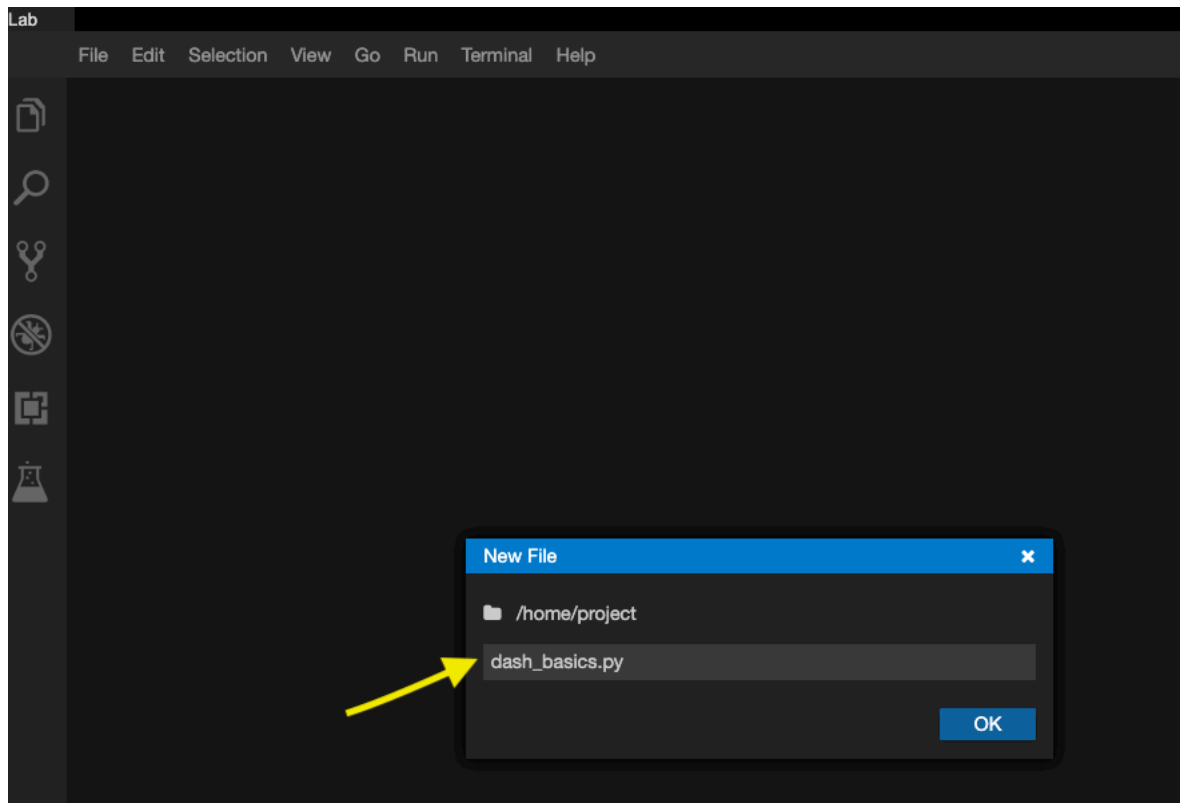 Lab
File Edit Selection View Go Run Terminal Help
New File
/home/project
dash_basics.py
OK